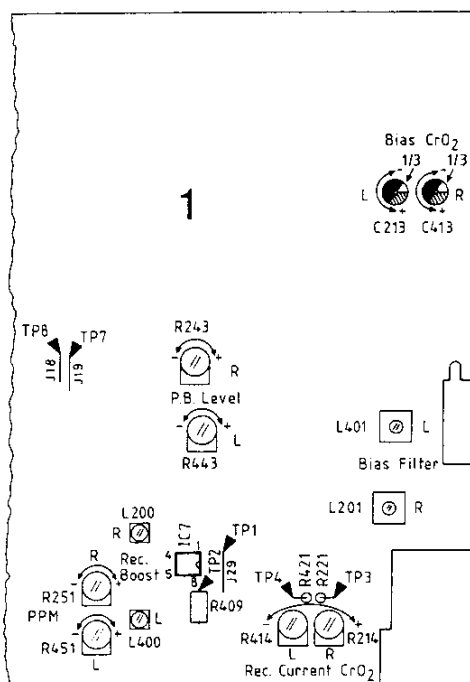 Bias CrO2
1/3 1/3
L R
C213 C413
1
TP8 TP7
J18 J19
R243
- +
R
P.B. Level
- +
L
R443
L401 L
Bias Filter
L201 R
L200
R
Rec.
Boost
IC7
4 1
5 8
TP2
TP1
J29
R409
R
- +
R251
PPM
- +
R451
L
L
L400
R421 R221
TP4 TP3
- +
R414 R214
L R
Rec. Current CrO2